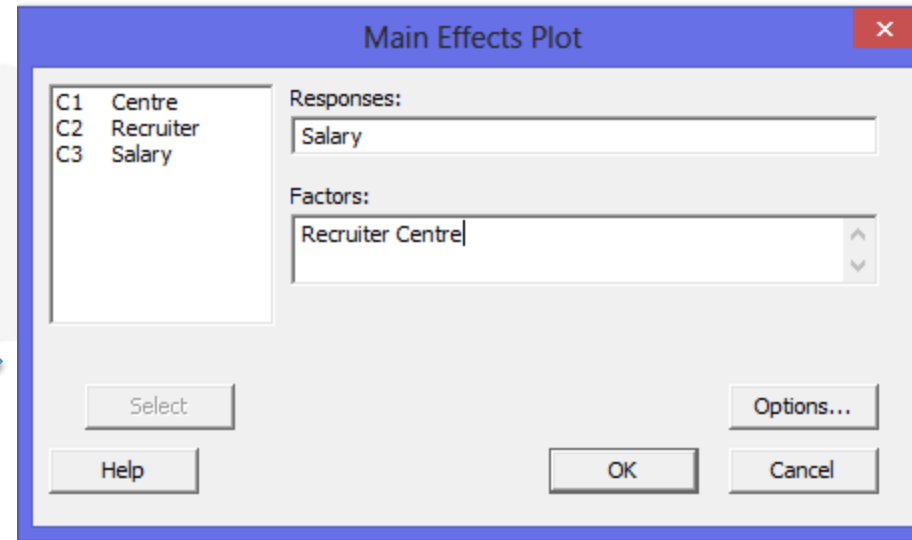 Main Effects Plot
×
C1 Centre
C2 Recruiter
C3 Salary
Responses:
Salary
Factors:
Recruiter Centre
Select
Options...
Help
OK
Cancel